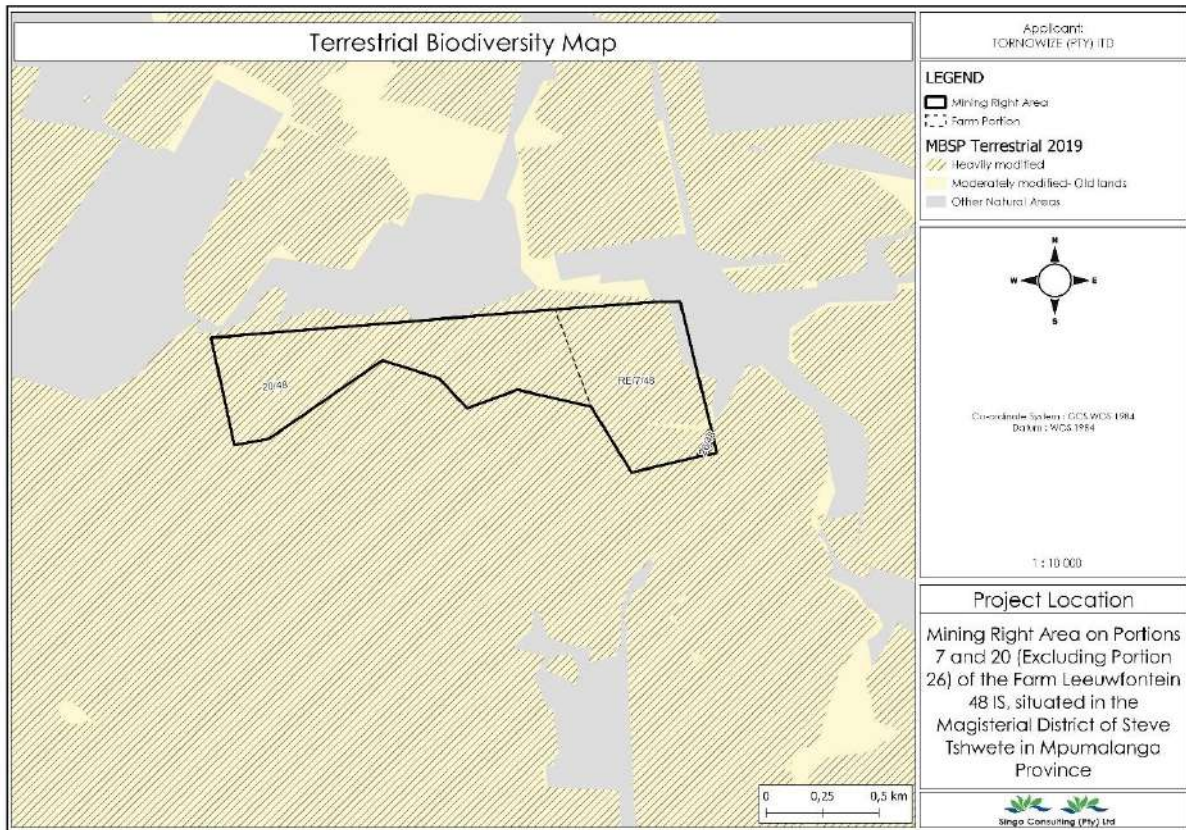 Terrestrial Biodiversity Map
Applicant:
TORNOWIZE (PTY) lTD
LEGEND
Mining Right Area
Farm Portion
MBSP Terrestrial 2019
Heavily modified
Moderately modified- Old lands
Other Natural Areas
N
W
E
S
20/48
RE/7/48
26/48
Co-ordinate System : GCS WGS 1984
Datum : WGS 1984
1 : 10 000
0 0,25 0,5 km
Project Location
Mining Right Area on Portions
7 and 20 (Excluding Portion
26) of the Farm Leeuwfontein
48 IS, situated in the
Magisterial District of Steve
Tshwete in Mpumalanga
Province
Singo Consulting (Pty) Ltd